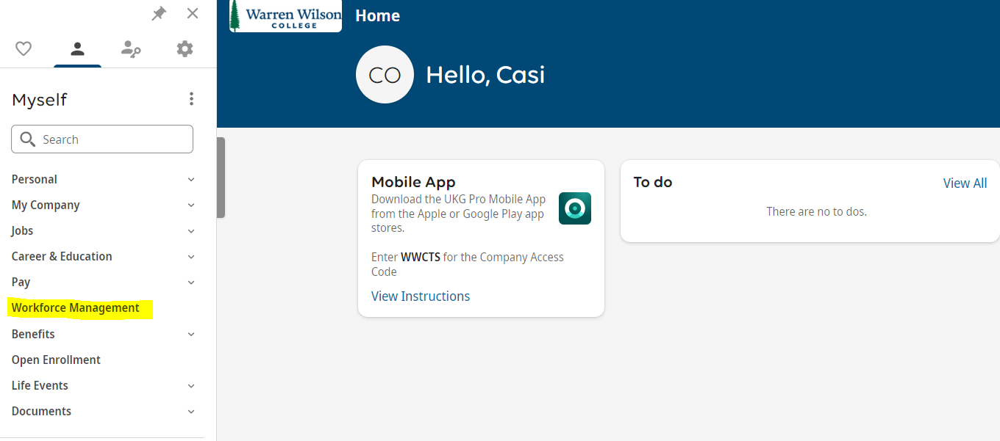 Myself
Search
Personal
My Company
Jobs
Career & Education
Pay
Workforce Management
Benefits
Open Enrollment
Life Events
Documents
Warren Wilson
COLLEGE
Home
CO
Hello, Casi
Mobile App
Download the UKG Pro Mobile App
from the Apple or Google Play app
stores.
Enter WWCTS for the Company Access
Code
View Instructions
To do
View All
There are no to dos.